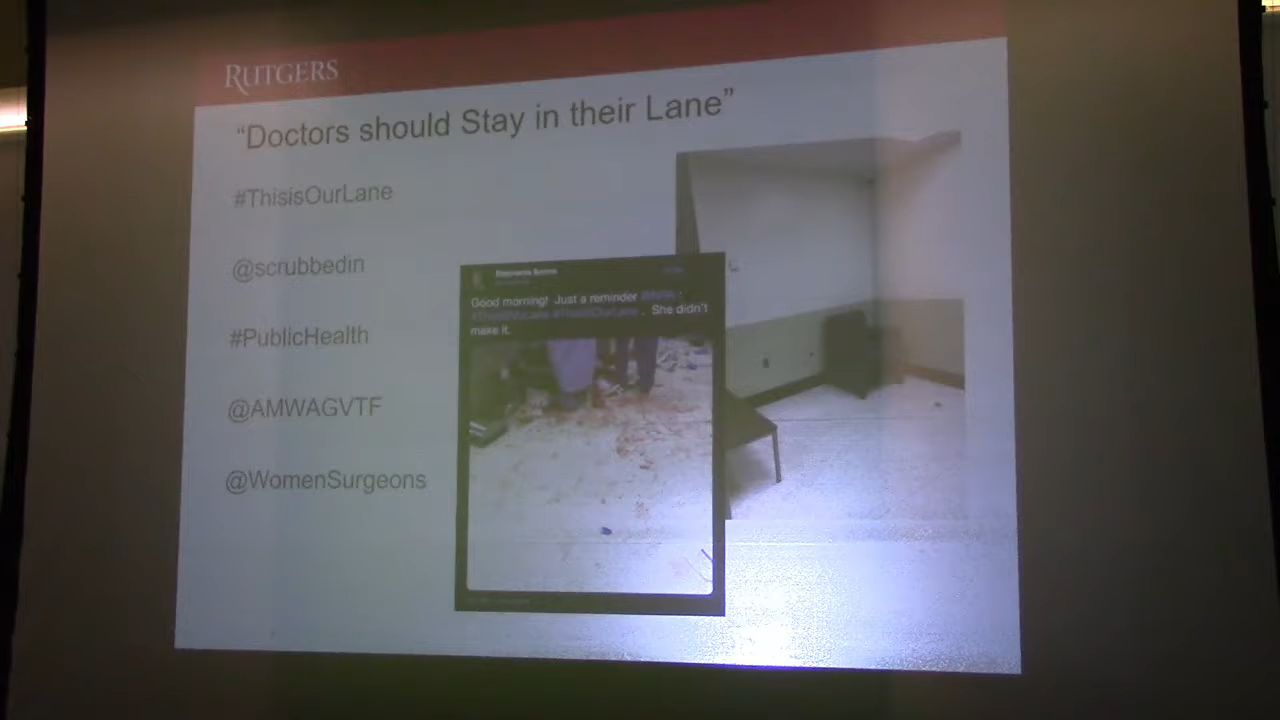 RUTGERS
“Doctors should Stay in their Lane”
#ThisisOurLane
@scrubbedin
#PublicHealth
@AMWAGVTF
@WomenSurgeons
Good morning! Just a reminder
She didn't
make it.